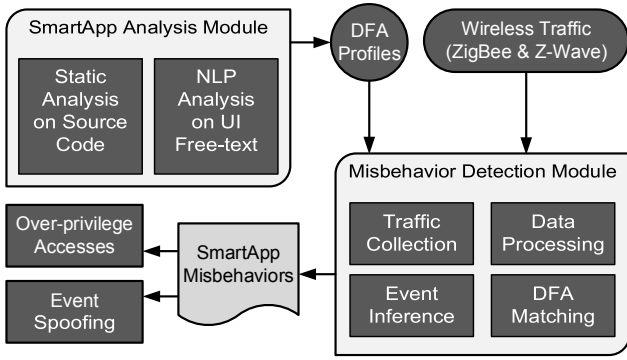 SmartApp Analysis Module
Static
Analysis
on Source
Code
NLP
Analysis
on UI
Free-text
DFA
Profiles
Wireless Traffic
(ZigBee & Z-Wave)
Misbehavior Detection Module
Traffic
Collection
Data
Processing
Event
Inference
DFA
Matching
SmartApp
Misbehaviors
Over-privilege
Accesses
Event
Spoofing